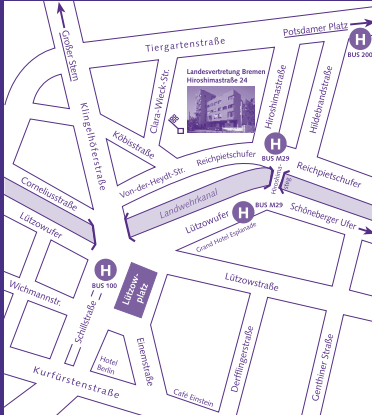 Großer Stern
Tiergartenstraße
Potsdamer Platz
H
BUS 200
Landesvertretung Bremen
Hiroshimastraße 24
Clara-Wieck-Str.
Hiroshimastraße
Hildebrandstraße
Klingelhöferstraße
Köbisstraße
H
BUS M29
Reichpietschufer
Von-der-Heydt-Str.
Hiroshima-
steg
Reichpietschufer
Corneliusstraße
Landwehrkanal
H
BUS M29
Lützowufer
Schöneberger Ufer
Lützowufer
Grand Hotel Esplanade
H
BUS 100
Lützow-
platz
Lützowstraße
Wichmannstr.
Schillstraße
Einemstraße
Derfflingerstraße
Genthiner Straße
Hotel
Berlin
Kurfürstenstraße
Café Einstein